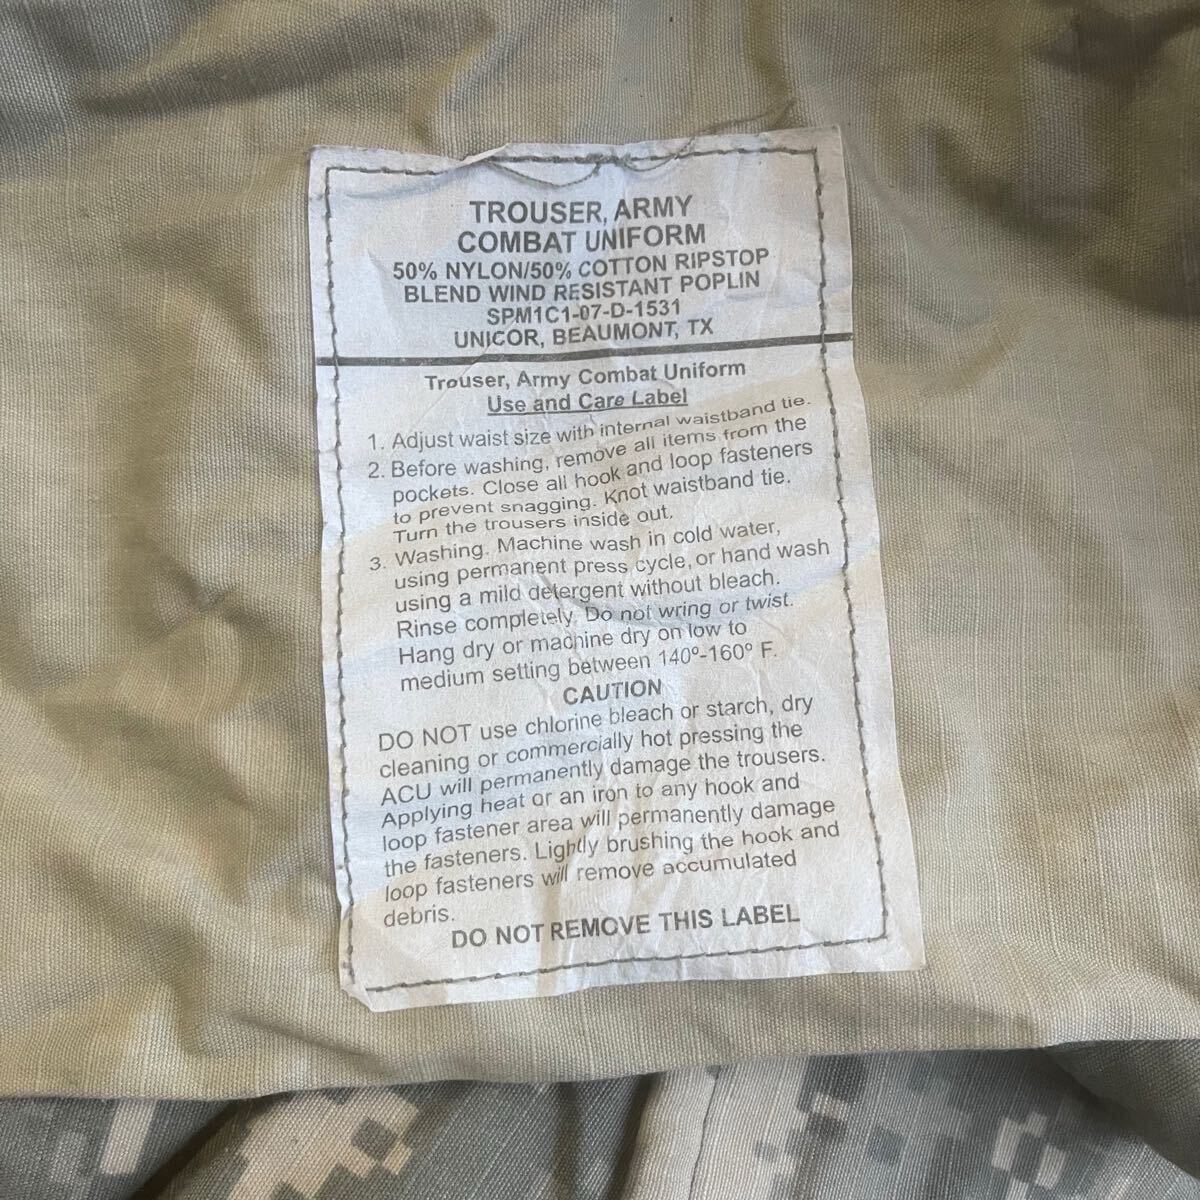 TROUSER, ARMY
COMBAT UNIFORM
50% NYLON/50% COTTON RIPSTOP
BLEND WIND RESISTANT POPLIN
SPM1C1-07-D-1531
UNICOR, BEAUMONT, TX
Trouser, Army Combat Uniform
Use and Care Label
1. Adjust waist size with internal waistband tie.
2. Before washing, remove all items from the
pockets. Close all hook and loop fasteners
to prevent snagging. Knot waistband tie.
Turn the trousers inside out.
3. Washing. Machine wash in cold water,
using permanent press cycle, or hand wash
using a mild detergent without bleach.
Rinse completely. Do not wring or twist.
Hang dry or machine dry on low to
medium setting between 140º-160º F.
CAUTION
DO NOT use chlorine bleach or starch, dry
cleaning or commercially hot pressing the
ACU will permanently damage the trousers.
Applying heat or an iron to any hook and
loop fastener area will permanently damage
the fasteners. Lightly brushing the hook and
loop fasteners will remove accumulated
debris.
DO NOT REMOVE THIS LABEL